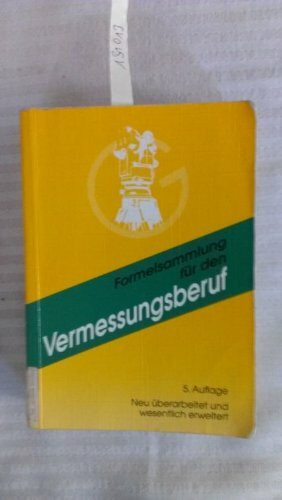 Formelsammlung
für den
Vermessungsberuf
5. Auflage
Neu überarbeitet und
wesentlich erweitert